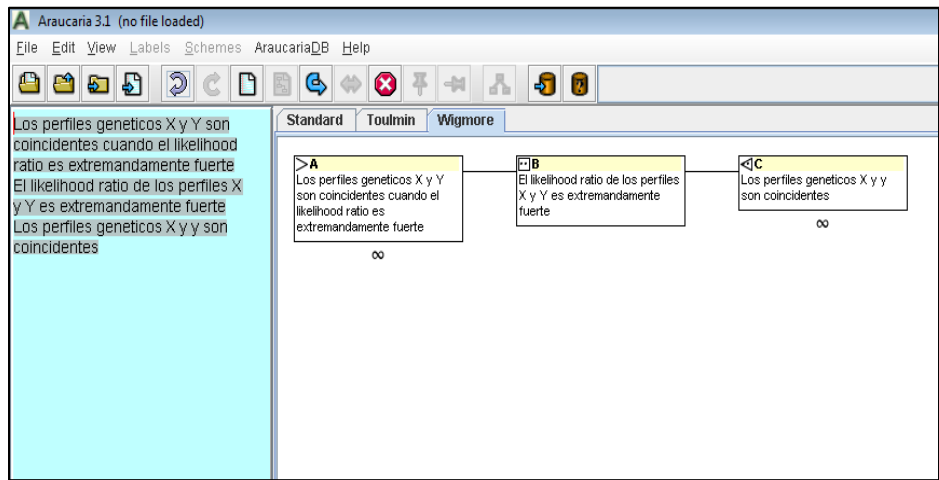 Araucaria 3.1 (no file loaded)
File Edit View Labels Schemes AraucariaDB Help
Los perfiles geneticos X y Y son
coincidentes cuando el likelihood
ratio es extremandamente fuerte
El likelihood ratio de los perfiles X
y Y es extremandamente fuerte
Los perfiles geneticos X y y son
coincidentes
Standard Toulmin Wigmore
>A
Los perfiles geneticos X y Y
son coincidentes cuando el
likelihood ratio es
extremandamente fuerte
∞
B
El likelihood ratio de los perfiles
X y Y es extremandamente
fuerte
C
Los perfiles geneticos X y y
son coincidentes
∞